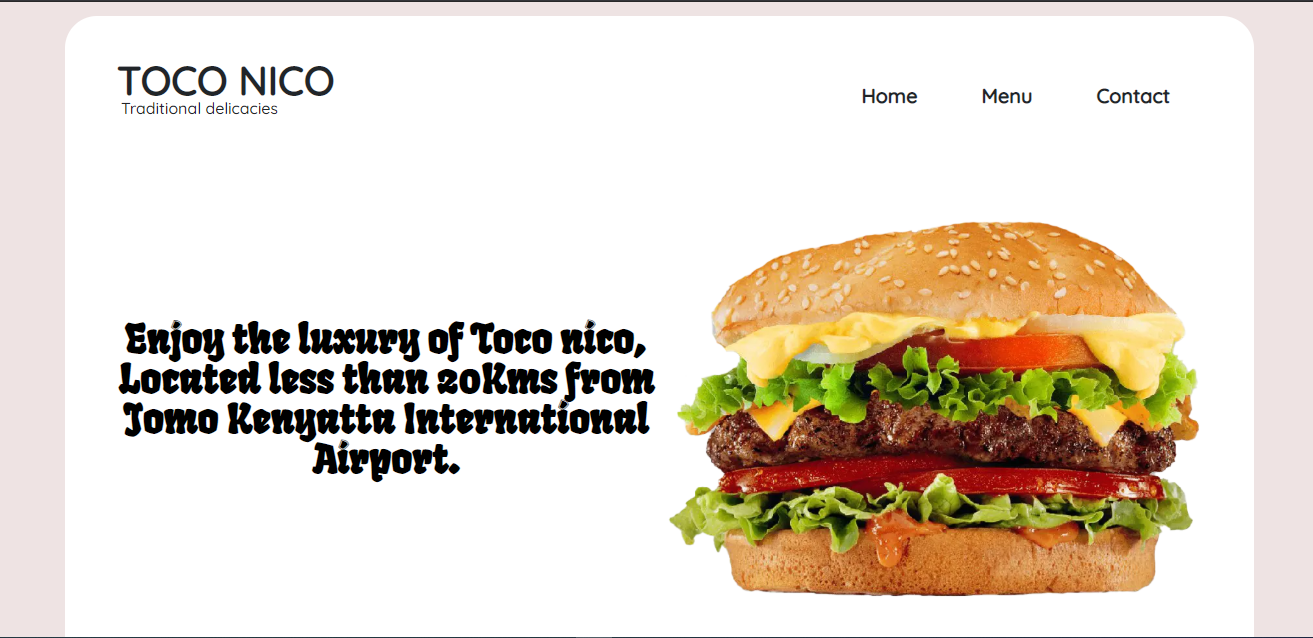 TOCO NICO
Traditional delicacies
Home Menu Contact
Enjoy the luxury of Toco nico,
Located less than 20Kms from
Jomo Kenyatta International
Airport.